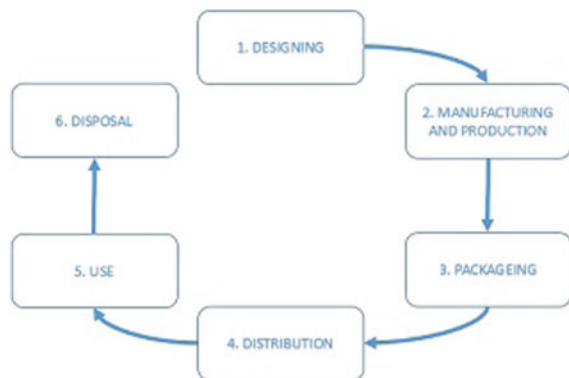 1. DESIGNING
2. MANUFACTURING
AND PRODUCTION
3. PACKAGEING
4. DISTRIBUTION
5. USE
6. DISPOSAL